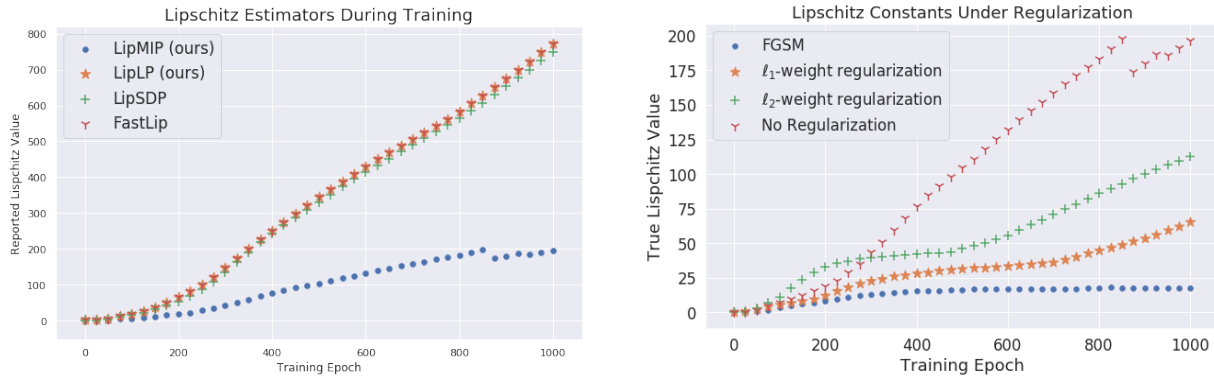 Lipschitz Estimators During Training
800
700
600
500
400
300
200
100
0
Reported Lispchitz Value
LipMIP (ours)
LipLP (ours)
LipSDP
FastLip
0 200 400 600 800 1000
Training Epoch
Lipschitz Constants Under Regularization
200
175
150
125
100
75
50
25
0
True Lispchitz Value
FGSM
ℓ₁-weight regularization
ℓ₂-weight regularization
No Regularization
0 200 400 600 800 1000
Training Epoch